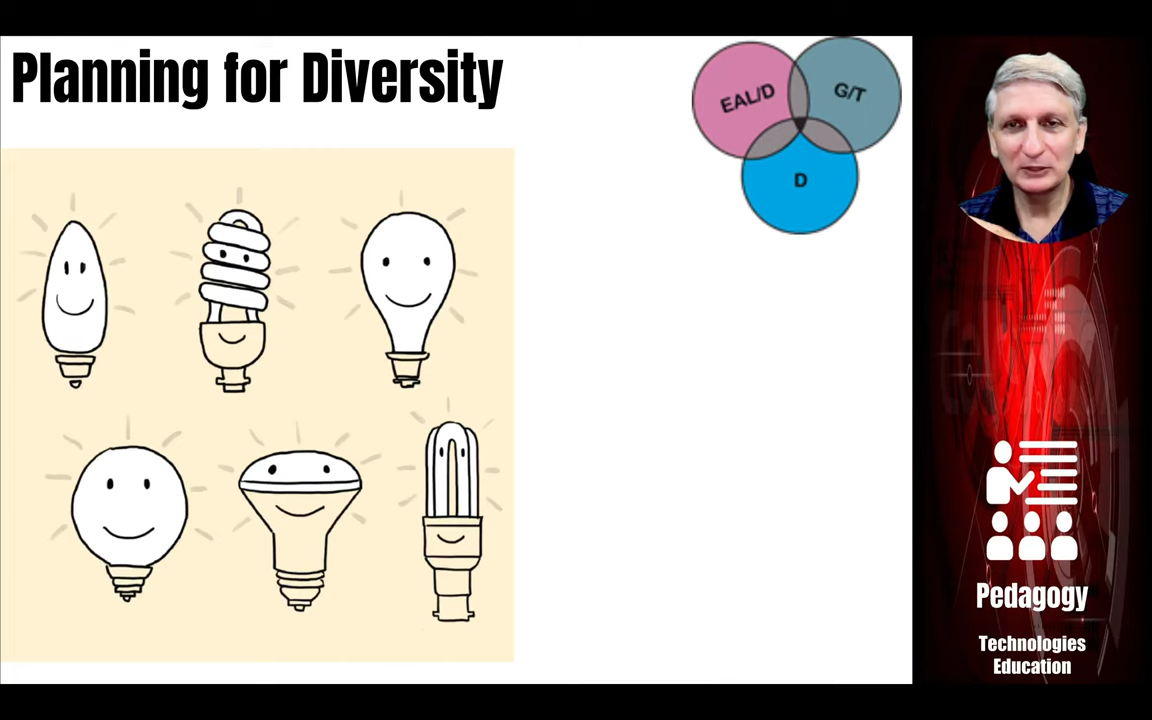 Planning for Diversity
EAL/D
G/T
D
Pedagogy
Technologies
Education